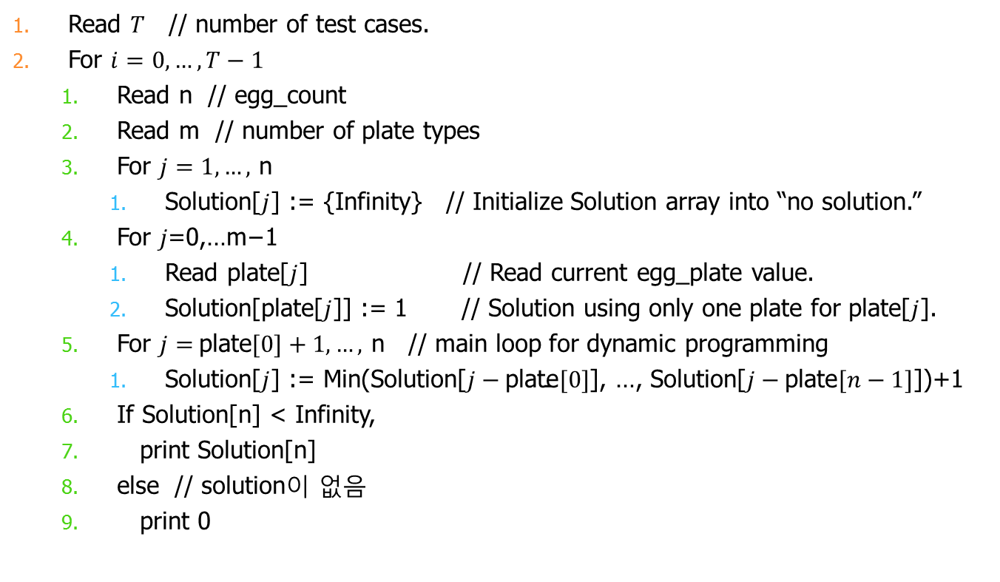 1. Read 𝑇 // number of test cases.
2. For 𝑖 = 0, … , 𝑇 − 1
1. Read n // egg_count
2. Read m // number of plate types
3. For 𝑗 = 1, … , n
1. Solution[𝑗] := {Infinity} // Initialize Solution array into “no solution.”
4. For 𝑗=0,…m−1
1. Read plate[𝑗] // Read current egg_plate value.
2. Solution[plate[𝑗]] := 1 // Solution using only one plate for plate[𝑗].
5. For 𝑗 = plate[0] + 1, … , n // main loop for dynamic programming
1. Solution[𝑗] := Min(Solution[𝑗 − plate[0]], …, Solution[𝑗 − plate[𝑛 − 1]])+1
6. If Solution[n] < Infinity,
7. print Solution[n]
8. else // solution이 없음
9. print 0